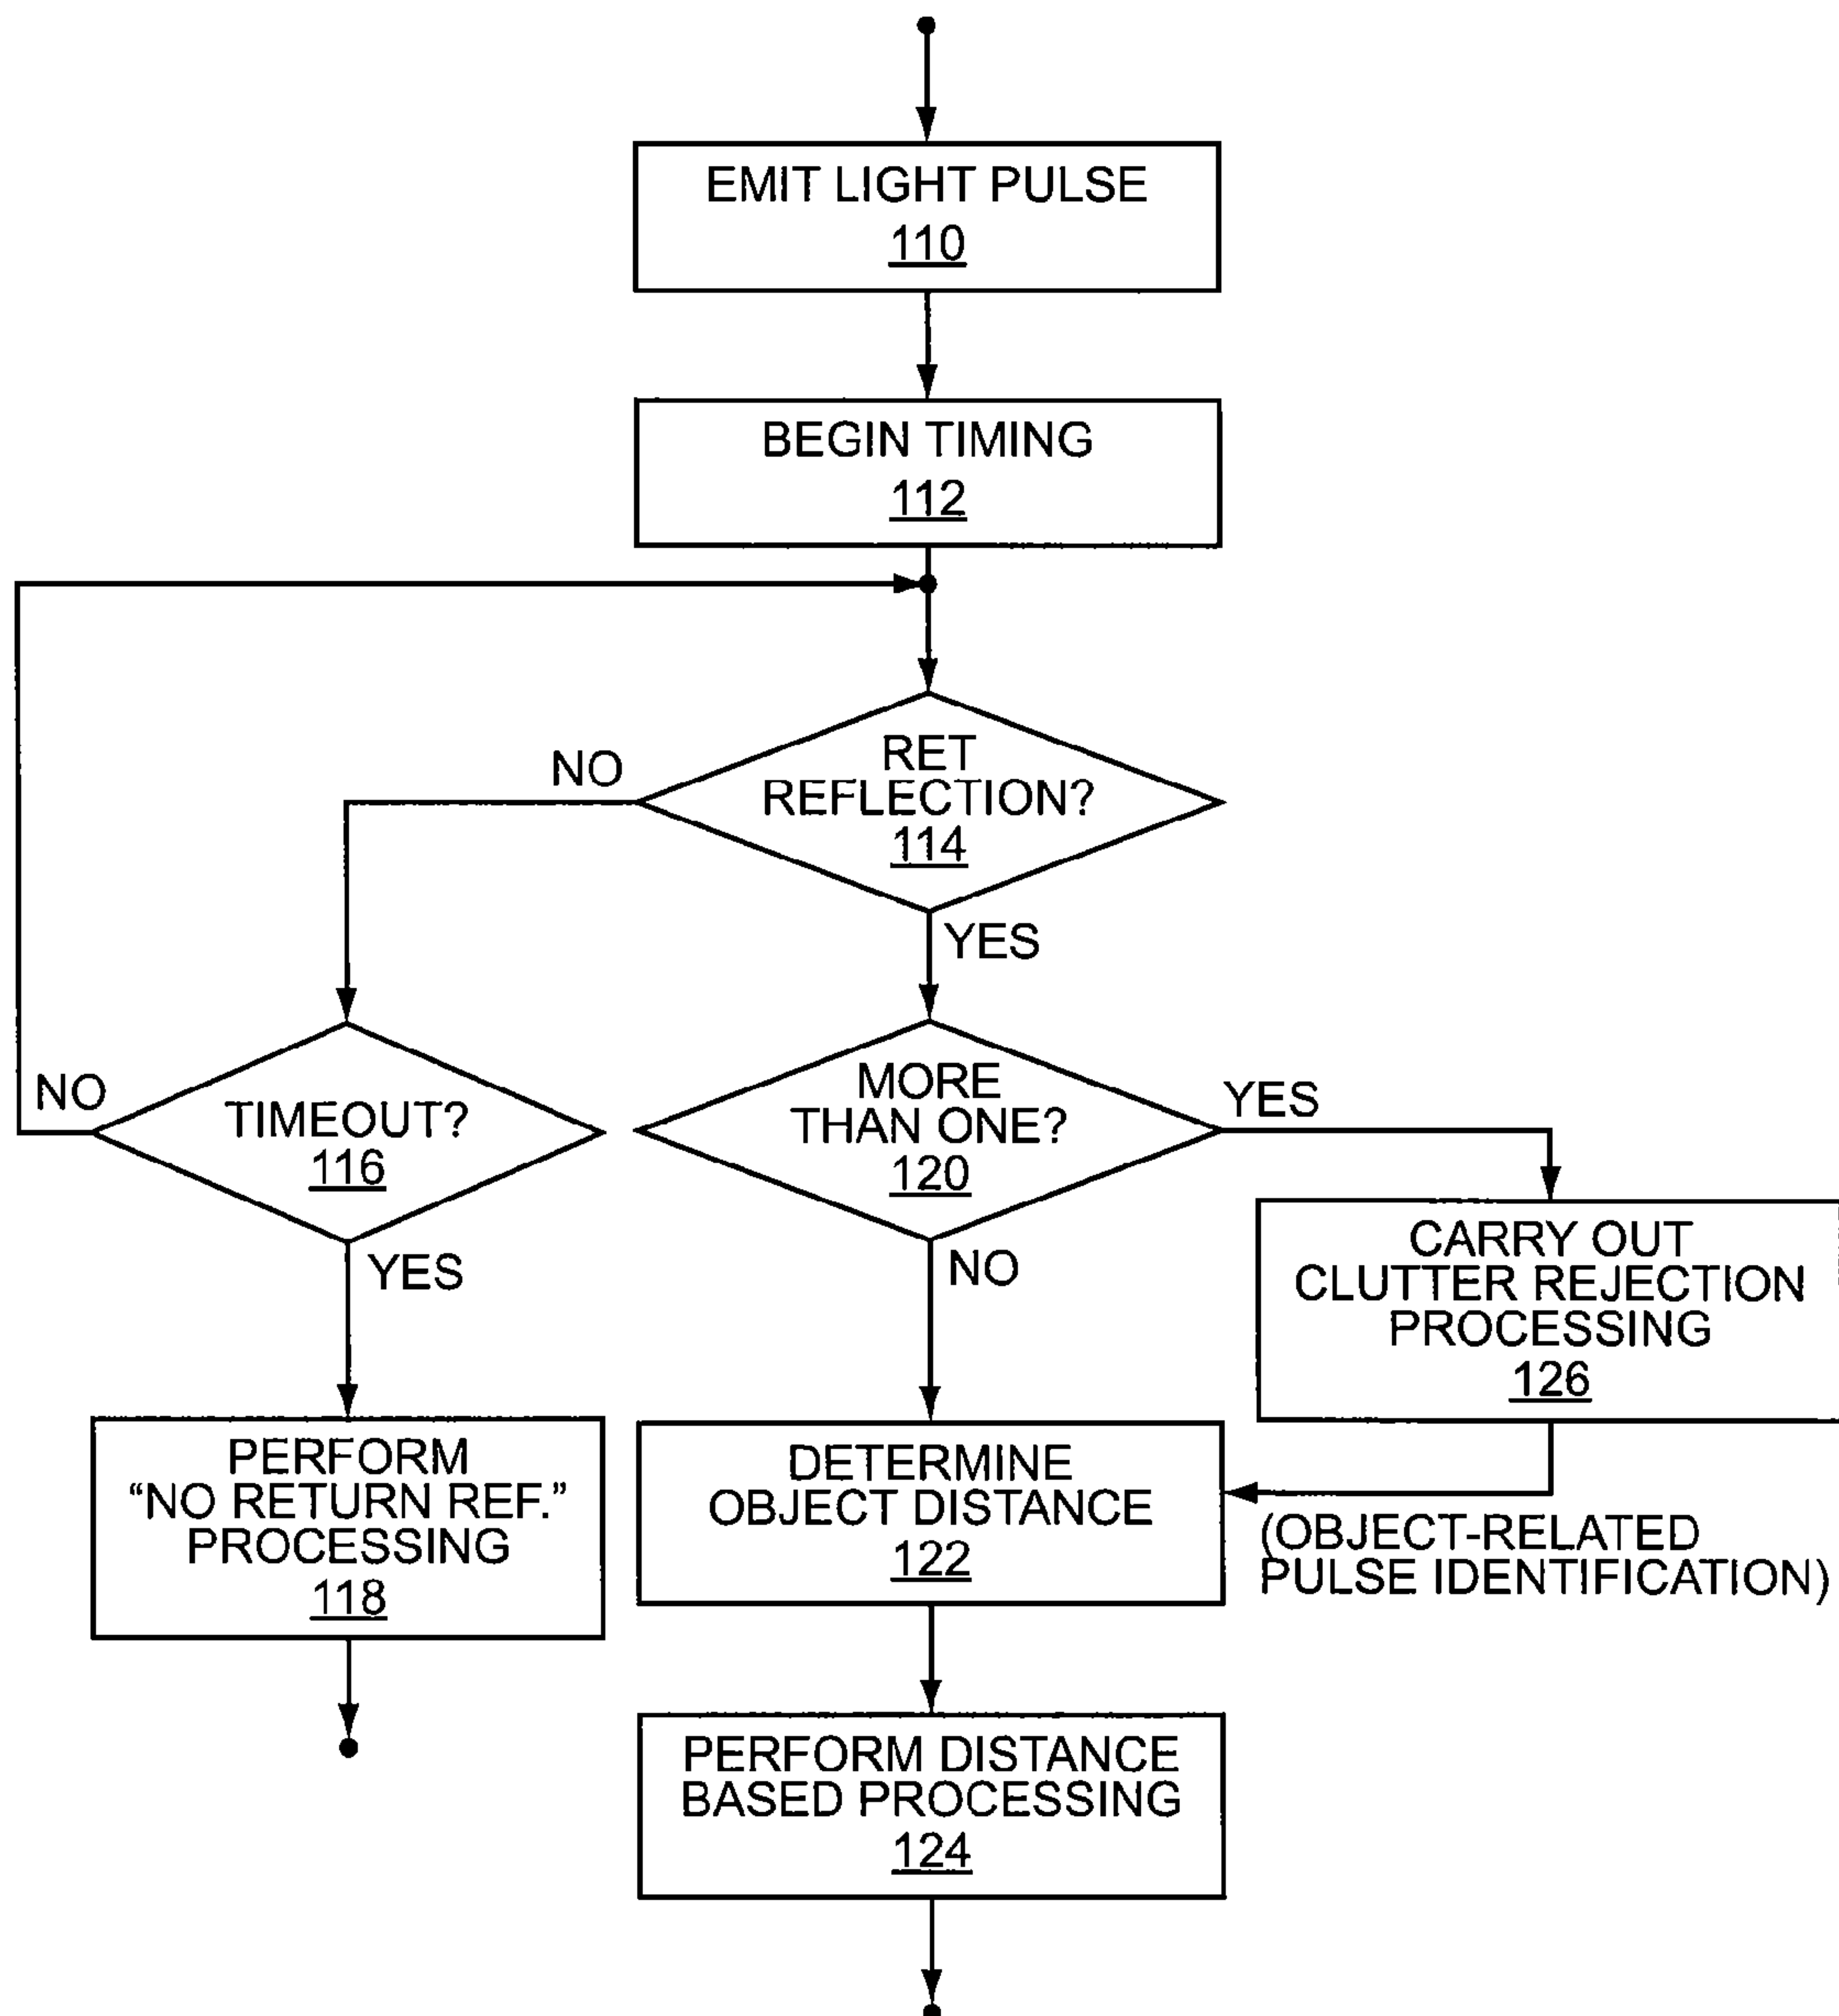 EMIT LIGHT PULSE
110
BEGIN TIMING
112
RET
REFLECTION?
114
NO
YES
TIMEOUT?
116
NO
YES
MORE
THAN ONE?
120
YES
NO
CARRY OUT
CLUTTER REJECTION
PROCESSING
126
PERFORM
“NO RETURN REF.”
PROCESSING
118
DETERMINE
OBJECT DISTANCE
122
(OBJECT-RELATED
PULSE IDENTIFICATION)
PERFORM DISTANCE
BASED PROCESSING
124